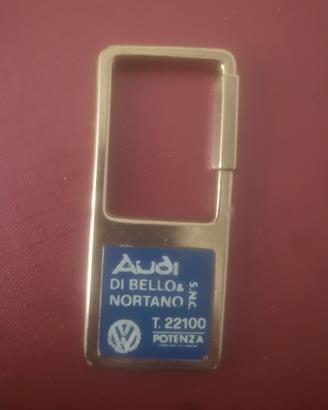 Audi
DI BELLO &
NORTANO S.N.C.
T. 22100
POTENZA